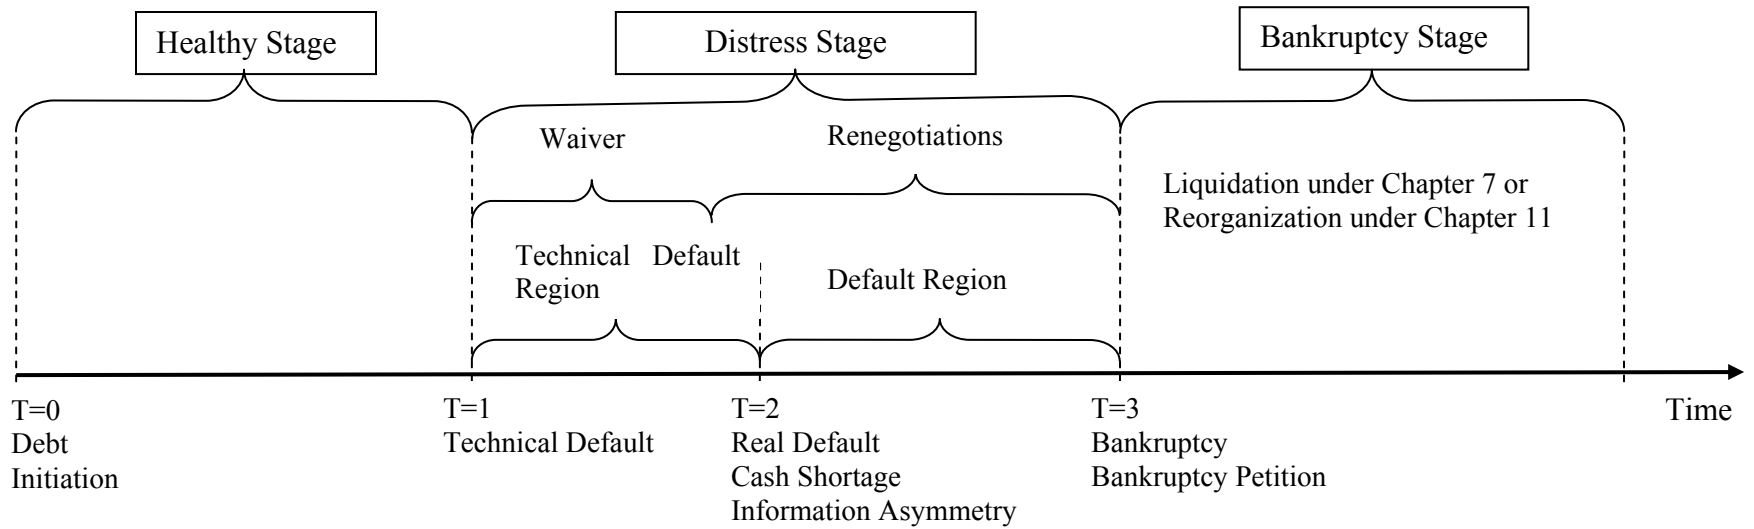 Healthy Stage
Distress Stage
Bankruptcy Stage
Waiver
Renegotiations
Liquidation under Chapter 7 or
Reorganization under Chapter 11
Technical Default
Region
Default Region
T=0
Debt
Initiation
T=1
Technical Default
T=2
Real Default
Cash Shortage
Information Asymmetry
T=3
Bankruptcy
Bankruptcy Petition
Time